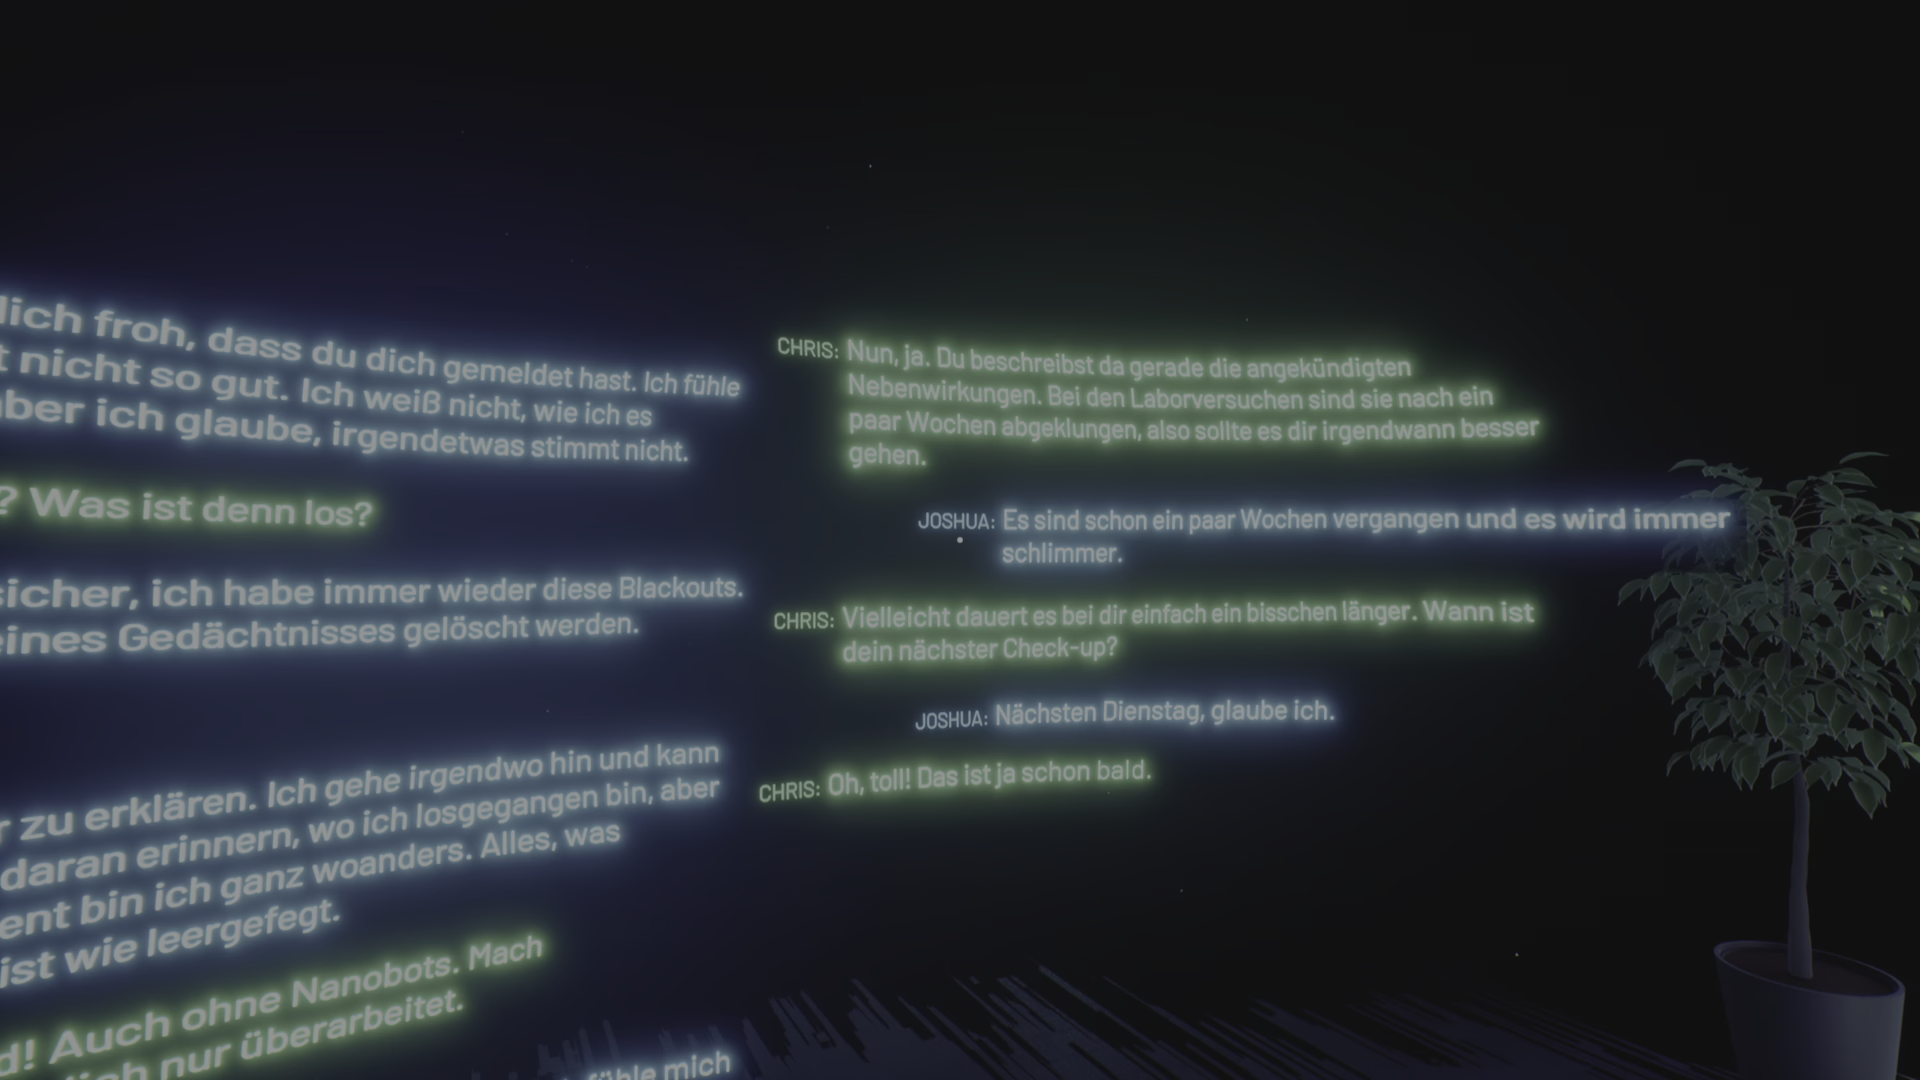 lich froh, dass du dich gemeldet hast. Ich fühle
nicht so gut. Ich weiß nicht, wie ich es
aber ich glaube, irgendetwas stimmt nicht.
? Was ist denn los?
sicher, ich habe immer wieder diese Blackouts.
eines Gedächtnisses gelöscht werden.
zu erklären. Ich gehe irgendwo hin und kann
daran erinnern, wo ich losgegangen bin, aber
ent bin ich ganz woanders. Alles, was
ist wie leergefegt.
d! Auch ohne Nanobots. Mach
nur überarbeitet.
fühle mich
CHRIS: Nun, ja. Du beschreibst da gerade die angekündigten
Nebenwirkungen. Bei den Laborversuchen sind sie nach ein
paar Wochen abgeklungen, also sollte es dir irgendwann besser
gehen.
JOSHUA: Es sind schon ein paar Wochen vergangen und es wird immer
schlimmer.
CHRIS: Vielleicht dauert es bei dir einfach ein bisschen länger. Wann ist
dein nächster Check-up?
JOSHUA: Nächsten Dienstag, glaube ich.
CHRIS: Oh, toll! Das ist ja schon bald.